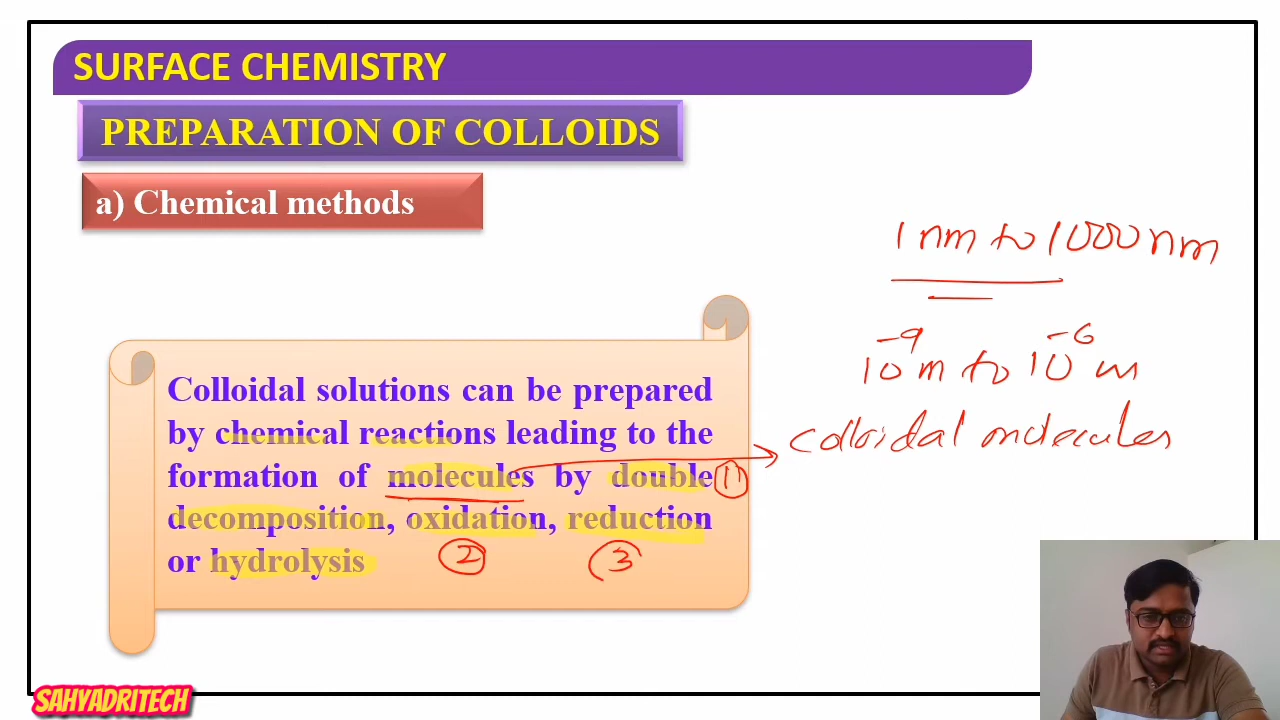 SURFACE CHEMISTRY
PREPARATION OF COLLOIDS
a) Chemical methods
1 nm to 1000 nm
10⁻⁹ m to 10⁻⁶ m
Colloidal solutions can be prepared
by chemical reactions leading to the
formation of molecules by double
decomposition, oxidation, reduction
or hydrolysis
colloidal molecules
1
2
3
SAHYADRITECH